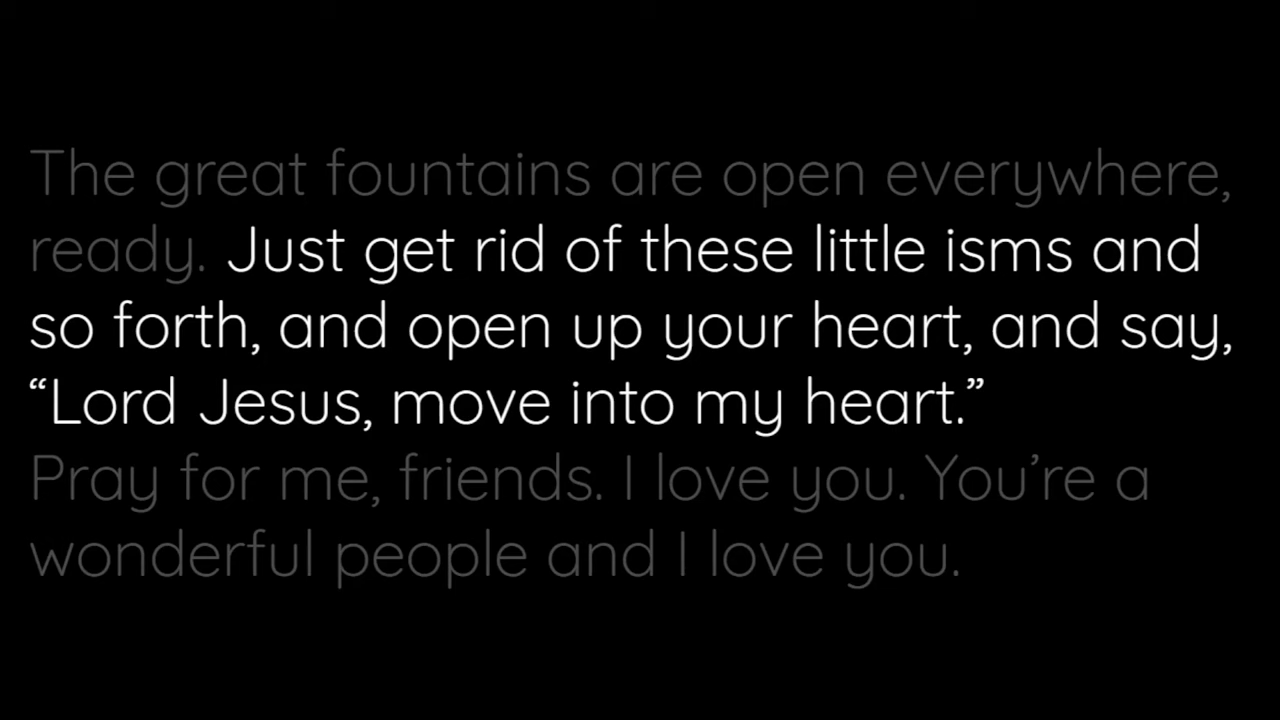 The great fountains are open everywhere,
ready. Just get rid of these little isms and
so forth, and open up your heart, and say,
“Lord Jesus, move into my heart.”
Pray for me, friends. I love you. You’re a
wonderful people and I love you.